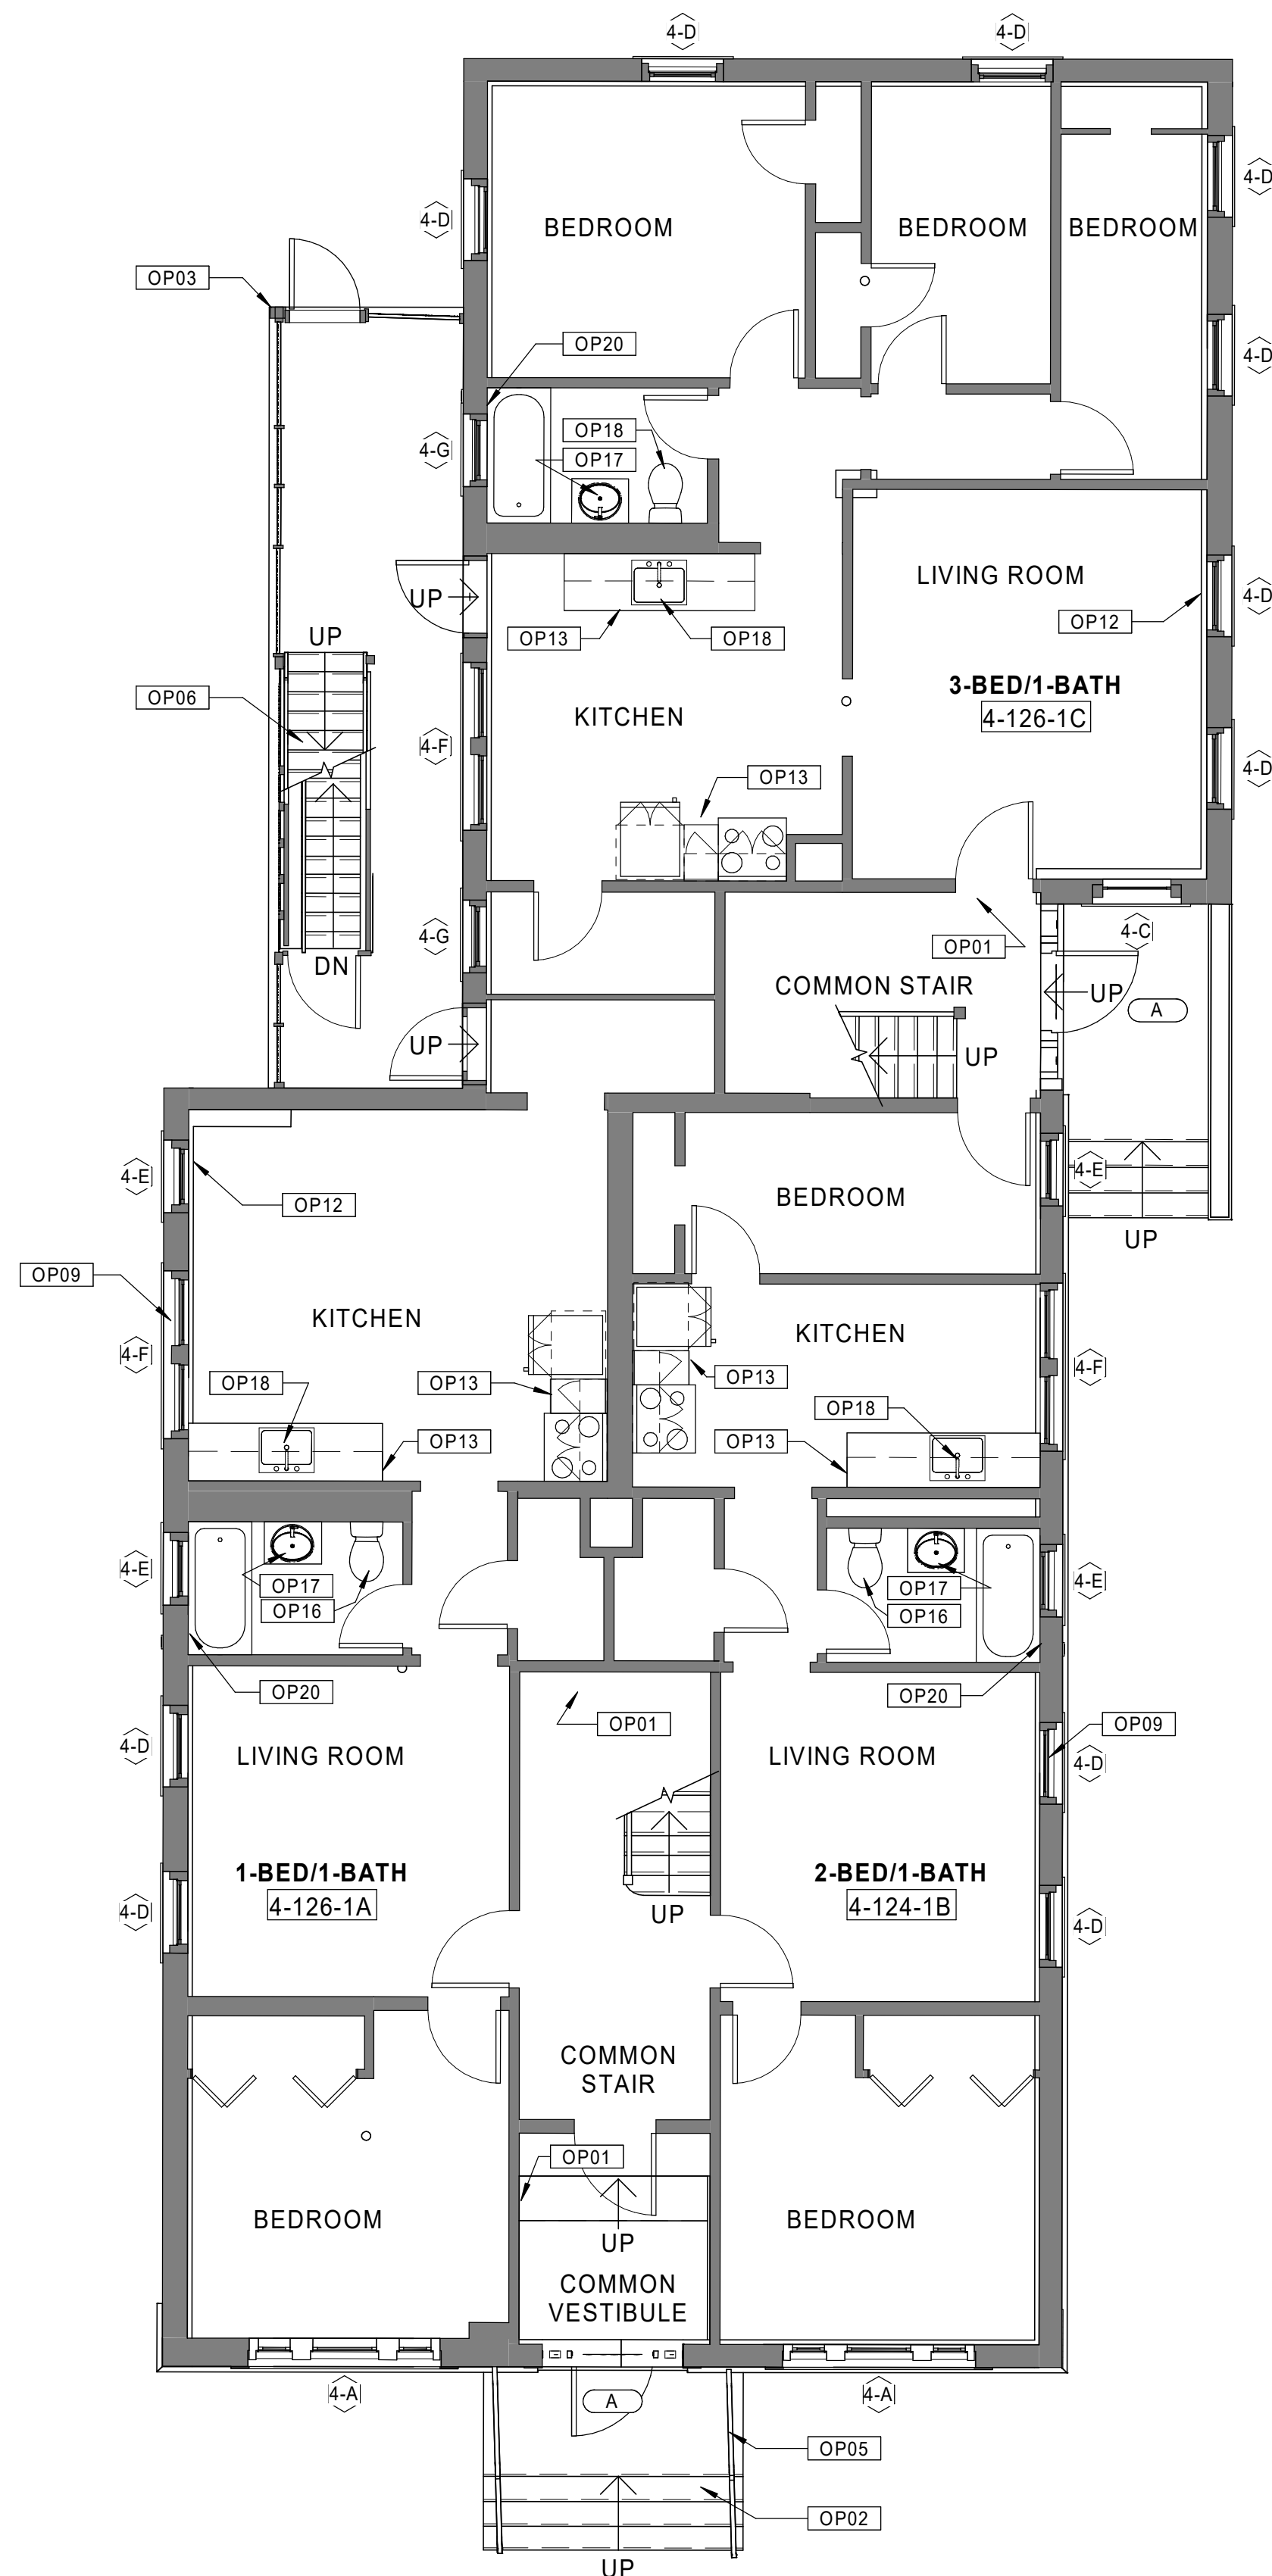 4-D
4-D
4-D
4-D
BEDROOM
BEDROOM
BEDROOM
OP03
OP20
4-D
OP18
4-G
OP17
LIVING ROOM
4-D
UP
OP12
UP
OP13
OP18
3-BED/1-BATH
OP06
4-126-1C
KITCHEN
4-F
4-D
OP13
4-G
4-C
OP01
DN
COMMON STAIR
UP
A
UP
UP
4-E
4-E
BEDROOM
OP12
UP
OP09
KITCHEN
KITCHEN
4-F
4-F
OP18
OP13
OP13
OP18
OP13
OP13
4-E
4-E
OP17
OP17
OP16
OP16
OP20
OP20
OP01
OP09
4-D
LIVING ROOM
LIVING ROOM
4-D
1-BED/1-BATH
2-BED/1-BATH
4-126-1A
4-124-1B
4-D
UP
4-D
COMMON
STAIR
OP01
BEDROOM
BEDROOM
UP
COMMON
VESTIBULE
4-A
4-A
A
OP05
OP02
UP